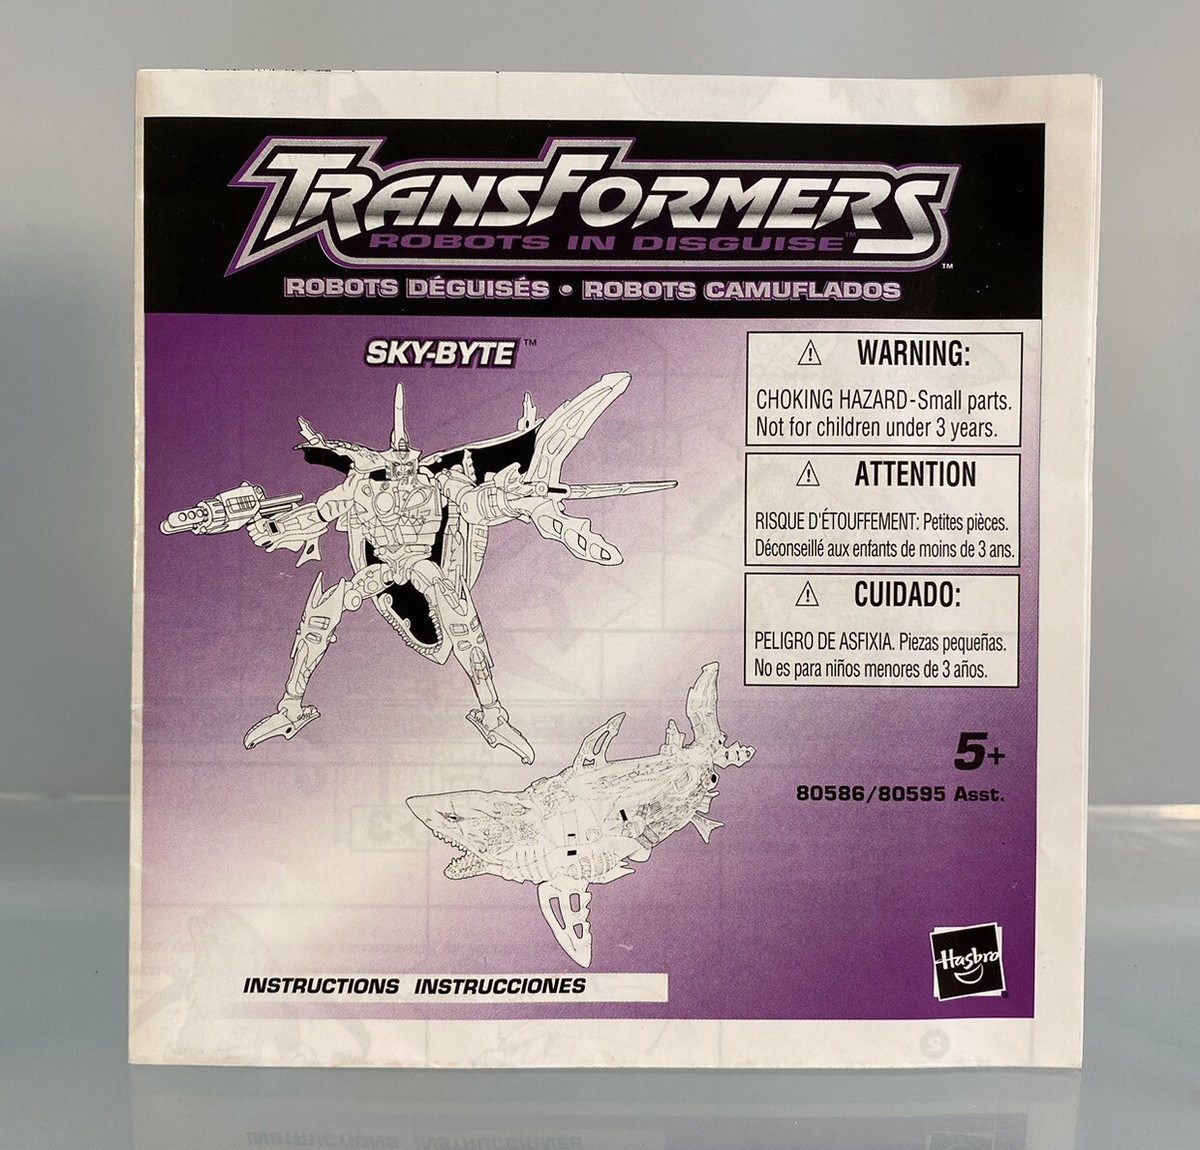 TRANSFORMERS
ROBOTS IN DISGUISE™
™
ROBOTS DÉGUISÉS • ROBOTS CAMUFLADOS
SKY-BYTE™
WARNING:
CHOKING HAZARD-Small parts.
Not for children under 3 years.
ATTENTION
RISQUE D'ÉTOUFFEMENT: Petites pièces.
Déconseillé aux enfants de moins de 3 ans.
CUIDADO:
PELIGRO DE ASFIXIA. Piezas pequeñas.
No es para niños menores de 3 años.
5+
80586/80595 Asst.
Hasbro®
INSTRUCTIONS INSTRUCCIONES